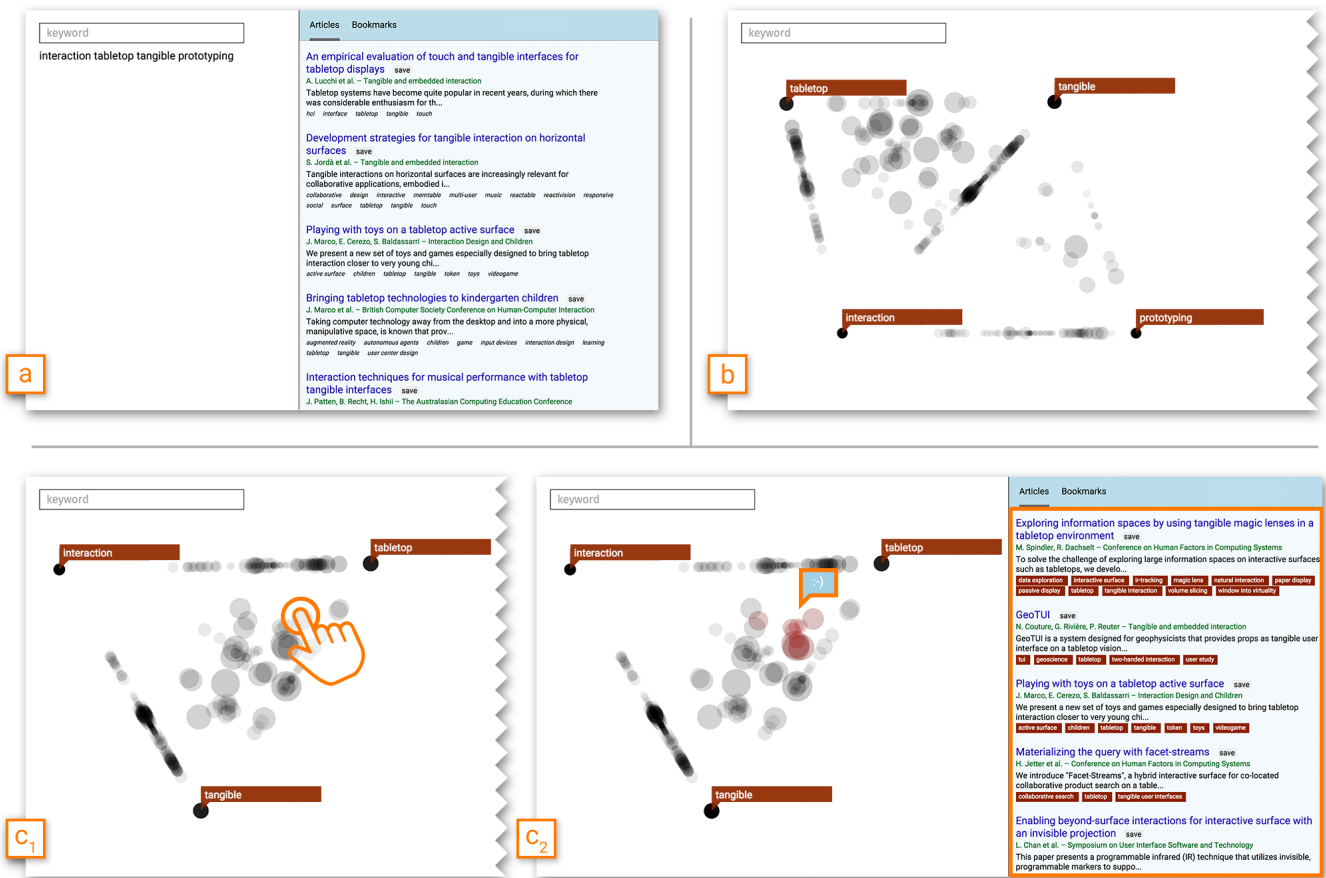 keyword
interaction tabletop tangible prototyping
Articles Bookmarks
An empirical evaluation of touch and tangible interfaces for
tabletop displays save
A. Lucchi et al. – Tangible and embedded interaction
Tabletop systems have become quite popular in recent years, during which there
was considerable enthusiasm for th...
hci interface tabletop tangible touch
Development strategies for tangible interaction on horizontal
surfaces save
S. Jordà et al. – Tangible and embedded interaction
Tangible interactions on horizontal surfaces are increasingly relevant for
collaborative applications, embodied i...
collaborative design interactive memtable multi-user music reactable reactivision responsive
social surface tabletop tangible touch
Playing with toys on a tabletop active surface save
J. Marco, E. Cerezo, S. Baldassarri – Interaction Design and Children
We present a new set of toys and games especially designed to bring tabletop
interaction closer to very young chi...
active surface children tabletop tangible token toys videogame
Bringing tabletop technologies to kindergarten children save
J. Marco et al. – British Computer Society Conference on Human-Computer Interaction
Taking computer technology away from the desktop and into a more physical,
manipulative space, is known that prov...
augmented reality autonomous agents children game input devices interaction design learning
tabletop tangible user center design
Interaction techniques for musical performance with tabletop
tangible interfaces save
J. Patten, B. Recht, H. Ishii – The Australasian Computing Education Conference
a
keyword
tabletop
tangible
interaction
prototyping
b
keyword
interaction
tabletop
tangible
c1
keyword
interaction
tabletop
:-)
tangible
c2
Articles Bookmarks
Exploring information spaces by using tangible magic lenses in a
tabletop environment save
M. Spindler, R. Dachselt – Conference on Human Factors in Computing Systems
To solve the challenge of exploring large information spaces on interactive surfaces
such as tabletops, we develo...
data exploration interactive surface ir-tracking magic lens natural interaction paper display
passive display tabletop tangible interaction volume slicing window into virtuality
GeoTUI save
N. Couture, G. Rivière, P. Reuter – Tangible and embedded interaction
GeoTUI is a system designed for geophysicists that provides props as tangible user
interface on a tabletop vision...
tui geoscience tabletop two-handed interaction user study
Playing with toys on a tabletop active surface save
J. Marco, E. Cerezo, S. Baldassarri – Interaction Design and Children
We present a new set of toys and games especially designed to bring tabletop
interaction closer to very young chi...
active surface children tabletop tangible token toys videogame
Materializing the query with facet-streams save
H. Jetter et al. – Conference on Human Factors in Computing Systems
We introduce "Facet-Streams", a hybrid interactive surface for co-located
collaborative product search on a table...
collaborative search tabletop tangible user interfaces
Enabling beyond-surface interactions for interactive surface with
an invisible projection save
L. Chan et al. – Symposium on User Interface Software and Technology
This paper presents a programmable infrared (IR) technique that utilizes invisible,
programmable markers to suppo...